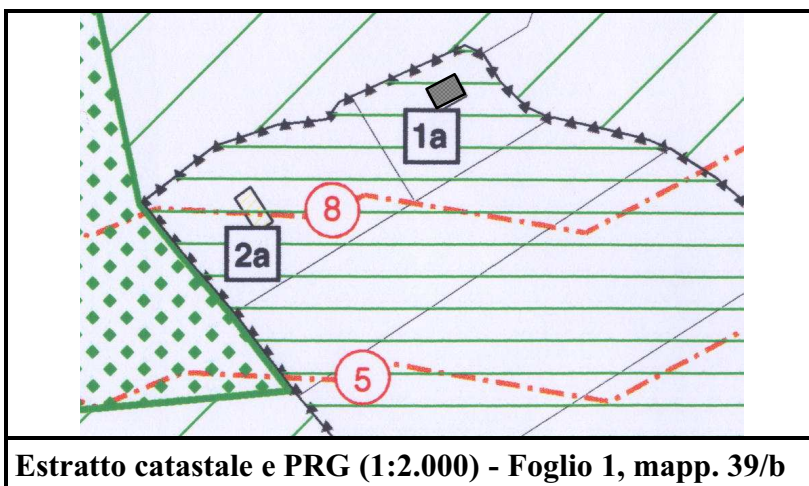 1a
8
2a
5
Estratto catastale e PRG (1:2.000) - Foglio 1, mapp. 39/b